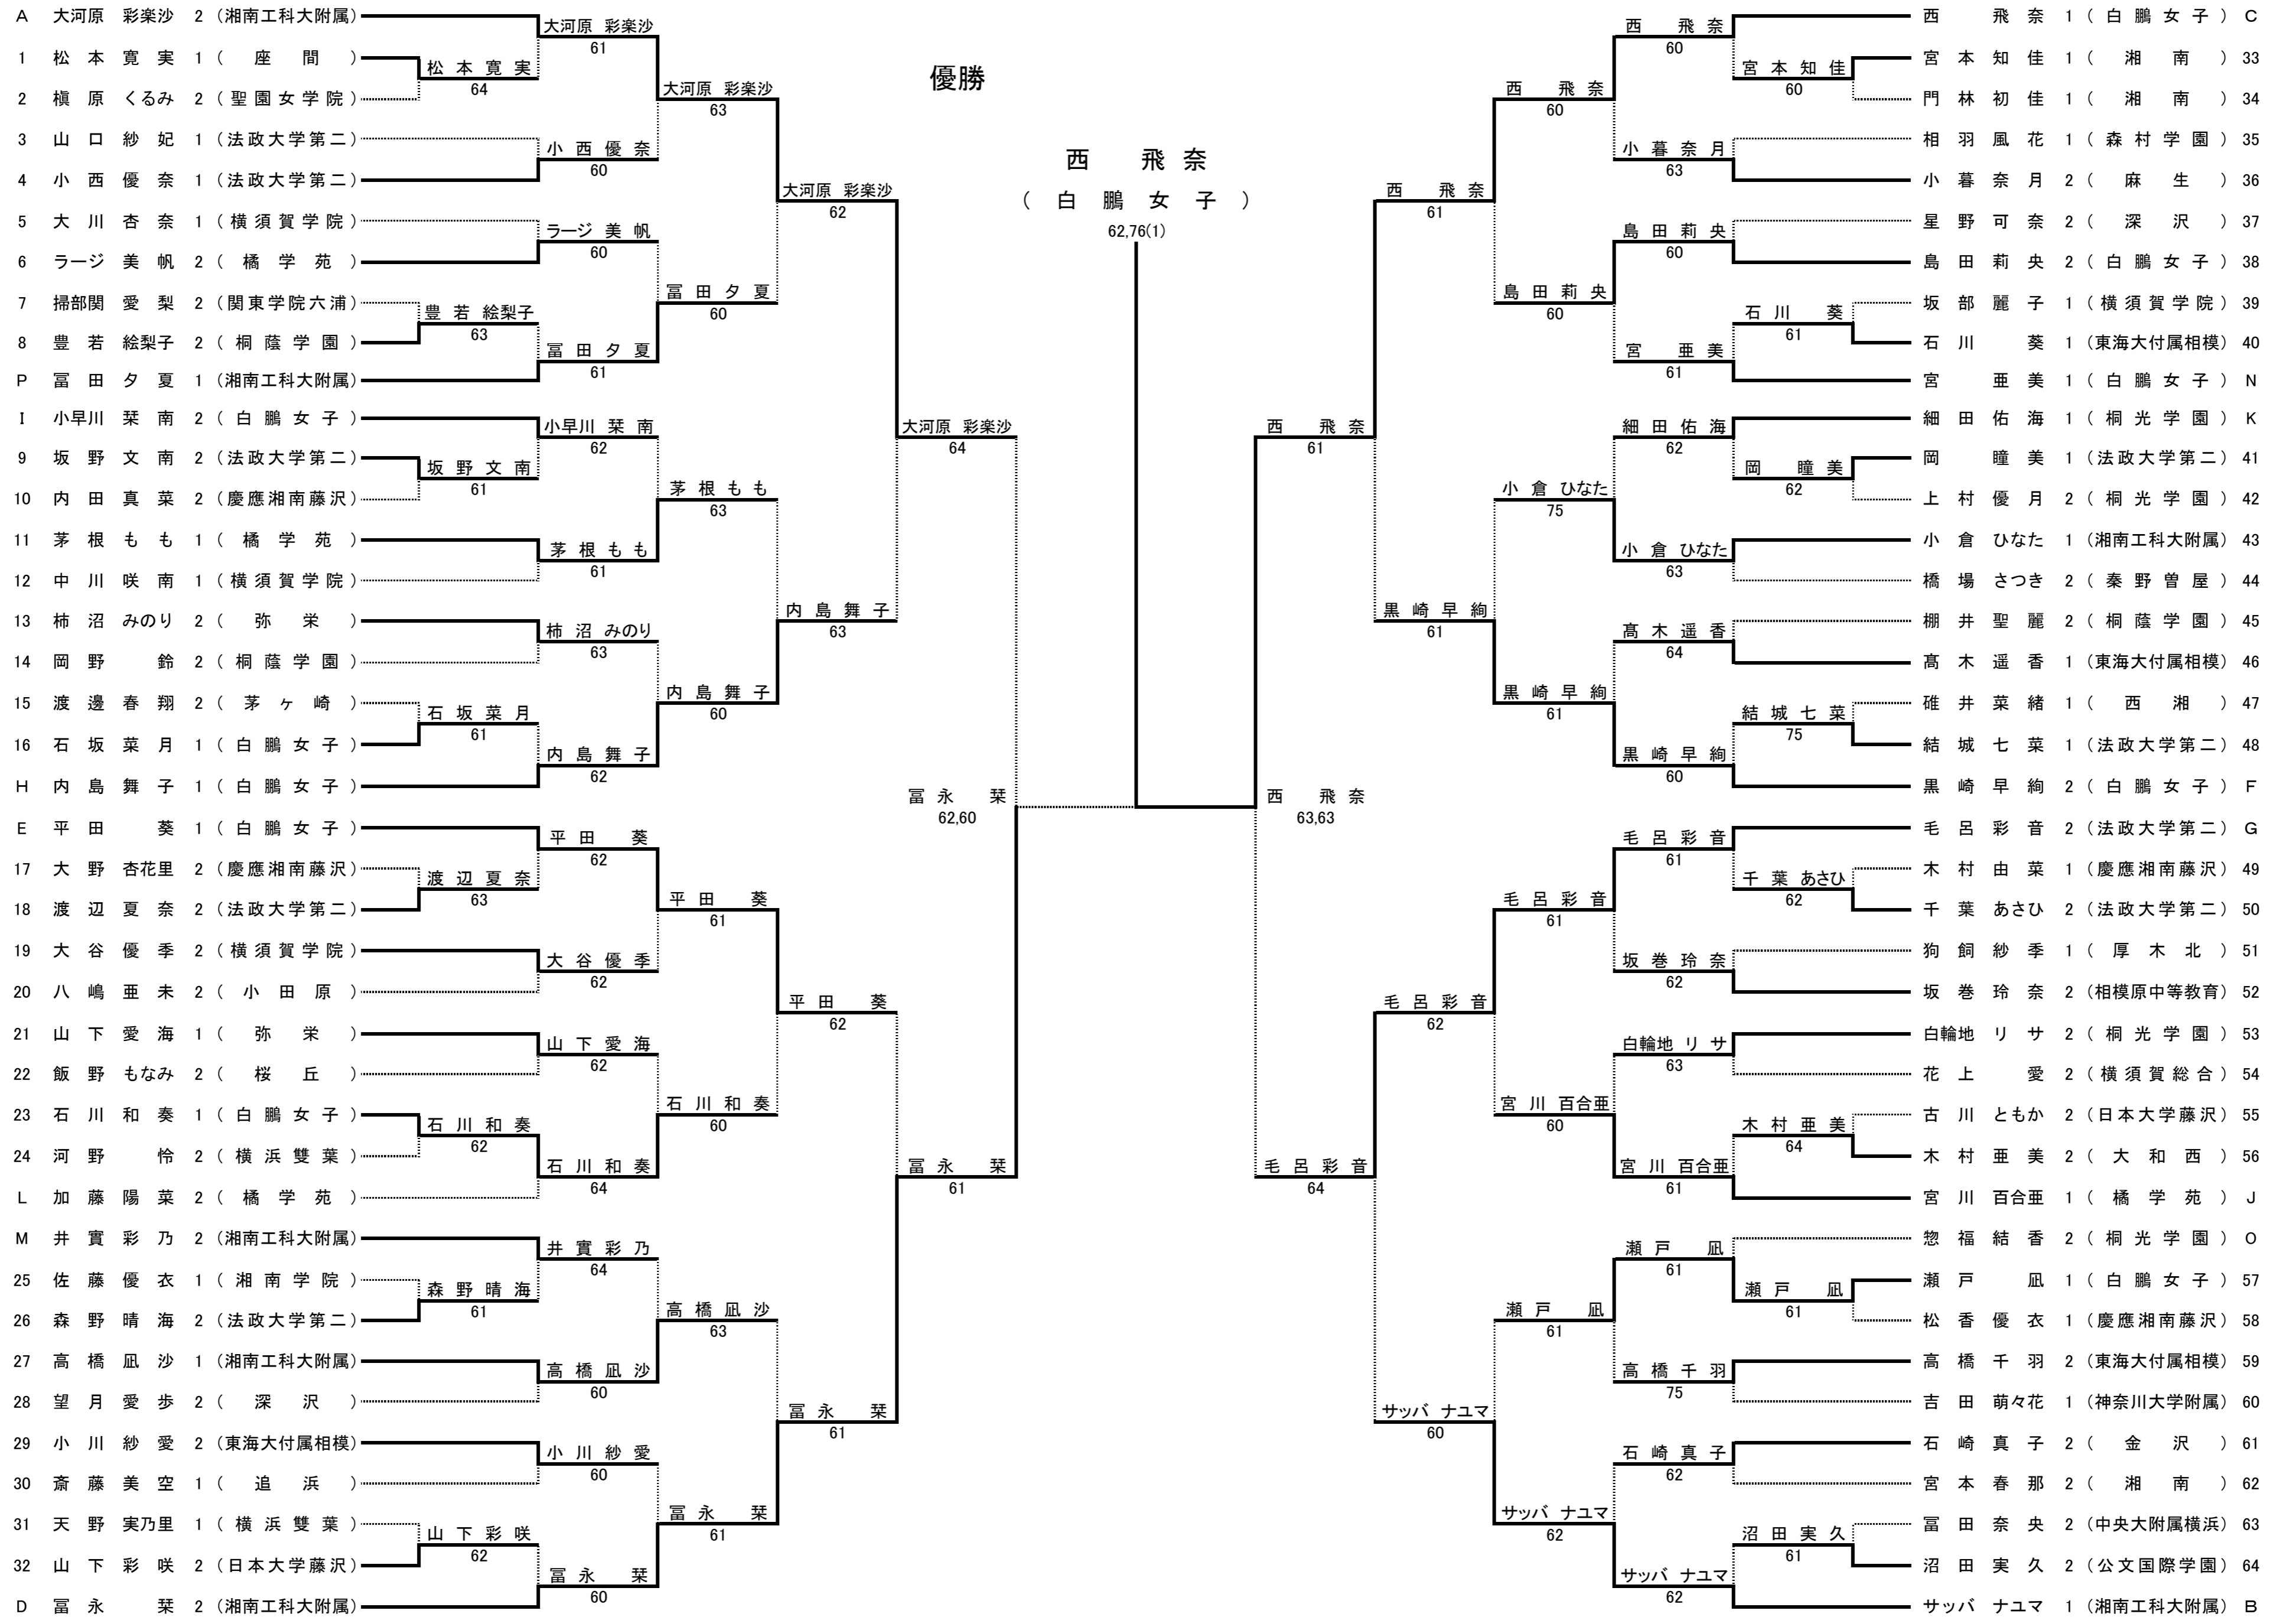 優勝
西 飛奈
(白鵬女子)
62,76(1)
A 大河原 彩楽沙 2 (湘南工科大附属)
1 松本寛実 1 (座間)
2 槇原くるみ 2 (聖園女学院)
3 山口紗妃 1 (法政大学第二)
4 小西優奈 1 (法政大学第二)
5 大川杏奈 1 (横須賀学院)
6 ラージ 美帆 2 (橘学苑)
7 掃部関 愛梨 2 (関東学院六浦)
8 豊若 絵梨子 2 (桐蔭学園)
P 冨田夕夏 1 (湘南工科大附属)
I 小早川 栞南 2 (白鵬女子)
9 坂野文南 2 (法政大学第二)
10 内田真菜 2 (慶應湘南藤沢)
11 茅根もも 1 (橘学苑)
12 中川咲南 1 (横須賀学院)
13 柿沼みのり 2 (弥栄)
14 岡野 鈴 2 (桐蔭学園)
15 渡邊春翔 2 (茅ヶ崎)
16 石坂菜月 1 (白鵬女子)
H 内島舞子 1 (白鵬女子)
E 平田 葵 1 (白鵬女子)
17 大野 杏花里 2 (慶應湘南藤沢)
18 渡辺夏奈 2 (法政大学第二)
19 大谷優季 2 (横須賀学院)
20 八嶋亜未 2 (小田原)
21 山下愛海 1 (弥栄)
22 飯野もなみ 2 (桜丘)
23 石川和奏 1 (白鵬女子)
24 河野 怜 2 (横浜雙葉)
L 加藤陽菜 2 (橘学苑)
M 井實彩乃 2 (湘南工科大附属)
25 佐藤優衣 1 (湘南学院)
26 森野晴海 2 (法政大学第二)
27 高橋凪沙 1 (湘南工科大附属)
28 望月愛歩 2 (深沢)
29 小川紗愛 2 (東海大付属相模)
30 斎藤美空 1 (追浜)
31 天野 実乃里 1 (横浜雙葉)
32 山下彩咲 2 (日本大学藤沢)
D 冨永 栞 2 (湘南工科大附属)
松本寛実
64
豊若 絵梨子
63
坂野文南
61
石坂菜月
61
渡辺夏奈
63
石川和奏
62
森野晴海
61
山下彩咲
62
大河原 彩楽沙
61
小西優奈
60
ラージ 美帆
60
冨田夕夏
61
小早川 栞南
62
茅根もも
61
柿沼みのり
63
内島舞子
62
平田 葵
62
大谷優季
62
山下愛海
62
石川和奏
64
井實彩乃
64
高橋凪沙
60
小川紗愛
60
冨永 栞
60
大河原 彩楽沙
63
冨田夕夏
60
茅根もも
63
内島舞子
60
平田 葵
61
石川和奏
60
高橋凪沙
63
冨永 栞
61
大河原 彩楽沙
62
内島舞子
63
平田 葵
62
冨永 栞
61
大河原 彩楽沙
64
冨永 栞
61
冨永 栞
62,60
西 飛奈
63,63
西 飛奈
61
毛呂彩音
64
西 飛奈
61
黒崎早絢
61
毛呂彩音
62
サッバ ナユマ
60
西 飛奈
60
島田莉央
60
小倉ひなた
75
黒崎早絢
61
毛呂彩音
61
宮川 百合亜
60
瀬戸 凪
61
サッバ ナユマ
62
西 飛奈
60
小暮奈月
63
島田莉央
60
宮 亜美
61
細田佑海
62
小倉ひなた
63
髙木遥香
64
黒崎早絢
60
毛呂彩音
61
坂巻玲奈
62
白輪地 リサ
63
宮川 百合亜
61
瀬戸 凪
61
高橋千羽
75
石崎真子
62
サッバ ナユマ
62
宮本知佳
60
石川 葵
61
岡 瞳美
62
結城七菜
75
千葉あさひ
62
木村亜美
64
瀬戸 凪
61
沼田実久
61
西 飛奈 1 (白鵬女子) C
宮本知佳 1 (湘南) 33
門林初佳 1 (湘南) 34
相羽風花 1 (森村学園) 35
小暮奈月 2 (麻生) 36
星野可奈 2 (深沢) 37
島田莉央 2 (白鵬女子) 38
坂部麗子 1 (横須賀学院) 39
石川 葵 1 (東海大付属相模) 40
宮 亜美 1 (白鵬女子) N
細田佑海 1 (桐光学園) K
岡 瞳美 1 (法政大学第二) 41
上村優月 2 (桐光学園) 42
小倉ひなた 1 (湘南工科大附属) 43
橋場さつき 2 (秦野曽屋) 44
棚井聖麗 2 (桐蔭学園) 45
髙木遥香 1 (東海大付属相模) 46
碓井菜緒 1 (西湘) 47
結城七菜 1 (法政大学第二) 48
黒崎早絢 2 (白鵬女子) F
毛呂彩音 2 (法政大学第二) G
木村由菜 1 (慶應湘南藤沢) 49
千葉あさひ 2 (法政大学第二) 50
狗飼紗季 1 (厚木北) 51
坂巻玲奈 2 (相模原中等教育) 52
白輪地 リサ 2 (桐光学園) 53
花上 愛 2 (横須賀総合) 54
古川ともか 2 (日本大学藤沢) 55
木村亜美 2 (大和西) 56
宮川 百合亜 1 (橘学苑) J
惣福結香 2 (桐光学園) O
瀬戸 凪 1 (白鵬女子) 57
松香優衣 1 (慶應湘南藤沢) 58
高橋千羽 2 (東海大付属相模) 59
吉田 萌々花 1 (神奈川大学附属) 60
石崎真子 2 (金沢) 61
宮本春那 2 (湘南) 62
冨田奈央 2 (中央大附属横浜) 63
沼田実久 2 (公文国際学園) 64
サッバ ナユマ 1 (湘南工科大附属) B